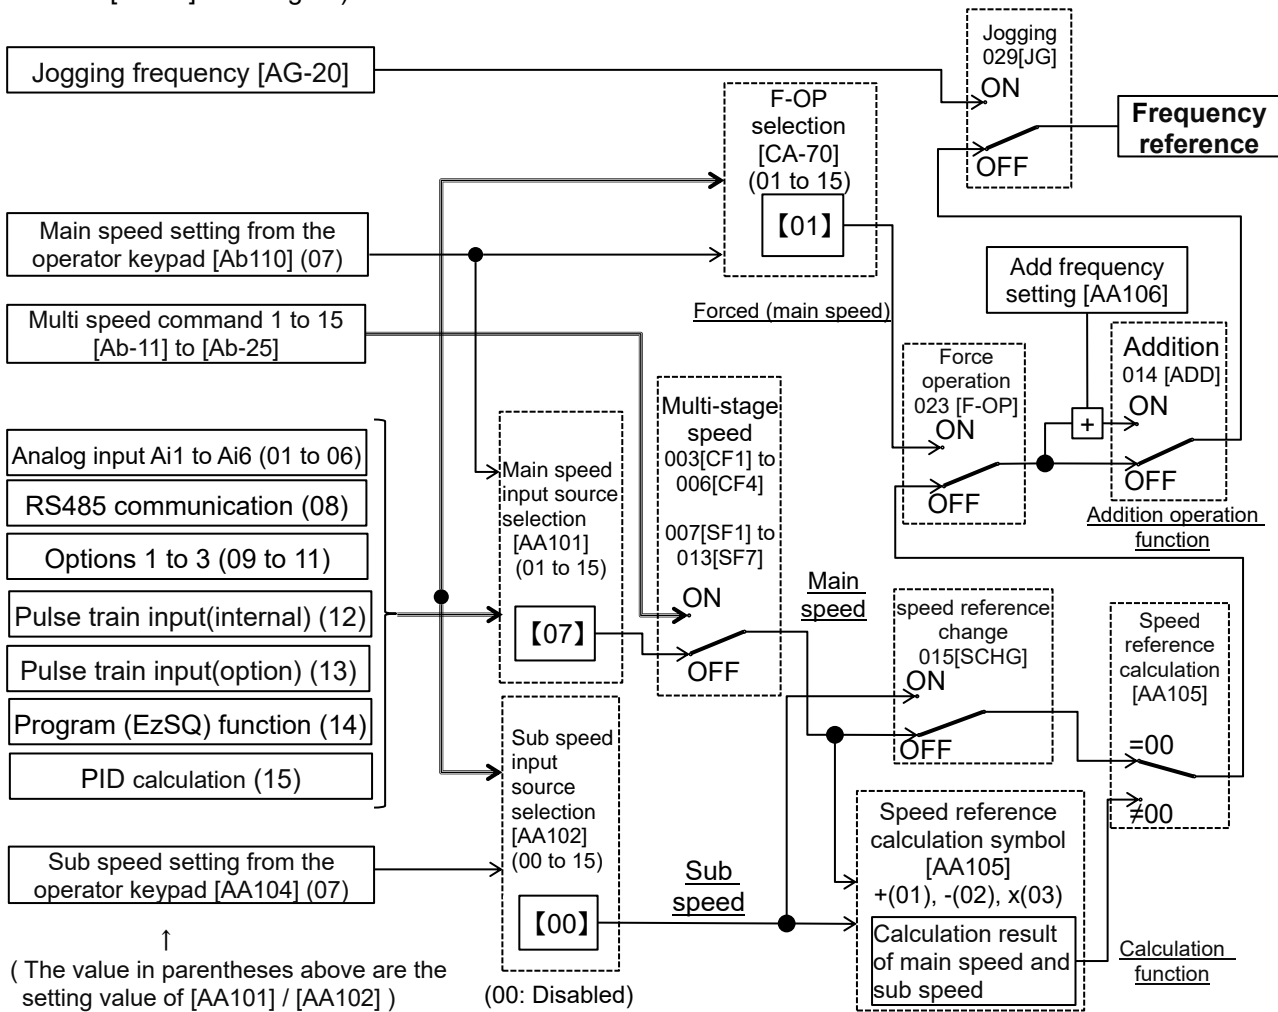 Jogging frequency [AG-20]
Jogging
029[JG]
ON
OFF
Frequency
reference
F-OP
selection
[CA-70]
(01 to 15)
【01】
Main speed setting from the
operator keypad [Ab110] (07)
Multi speed command 1 to 15
[Ab-11] to [Ab-25]
Forced (main speed)
Add frequency
setting [AA106]
Force
operation
023 [F-OP]
ON
OFF
+
Addition
014 [ADD]
ON
OFF
Addition operation
function
Analog input Ai1 to Ai6 (01 to 06)
RS485 communication (08)
Options 1 to 3 (09 to 11)
Pulse train input(internal) (12)
Pulse train input(option) (13)
Program (EzSQ) function (14)
PID calculation (15)
Main speed
input source
selection
[AA101]
(01 to 15)
【07】
Multi-stage
speed
003[CF1] to
006[CF4]
007[SF1] to
013[SF7]
ON
OFF
Main
speed
speed reference
change
015[SCHG]
ON
OFF
Speed
reference
calculation
[AA105]
=00
≠00
Sub speed setting from the
operator keypad [AA104] (07)
Sub speed
input
source
selection
[AA102]
(00 to 15)
【00】
(00: Disabled)
Sub
speed
Speed reference
calculation symbol
[AA105]
+(01), -(02), x(03)
Calculation result
of main speed and
sub speed
Calculation
function
↑
( The value in parentheses above are the
setting value of [AA101] / [AA102] )